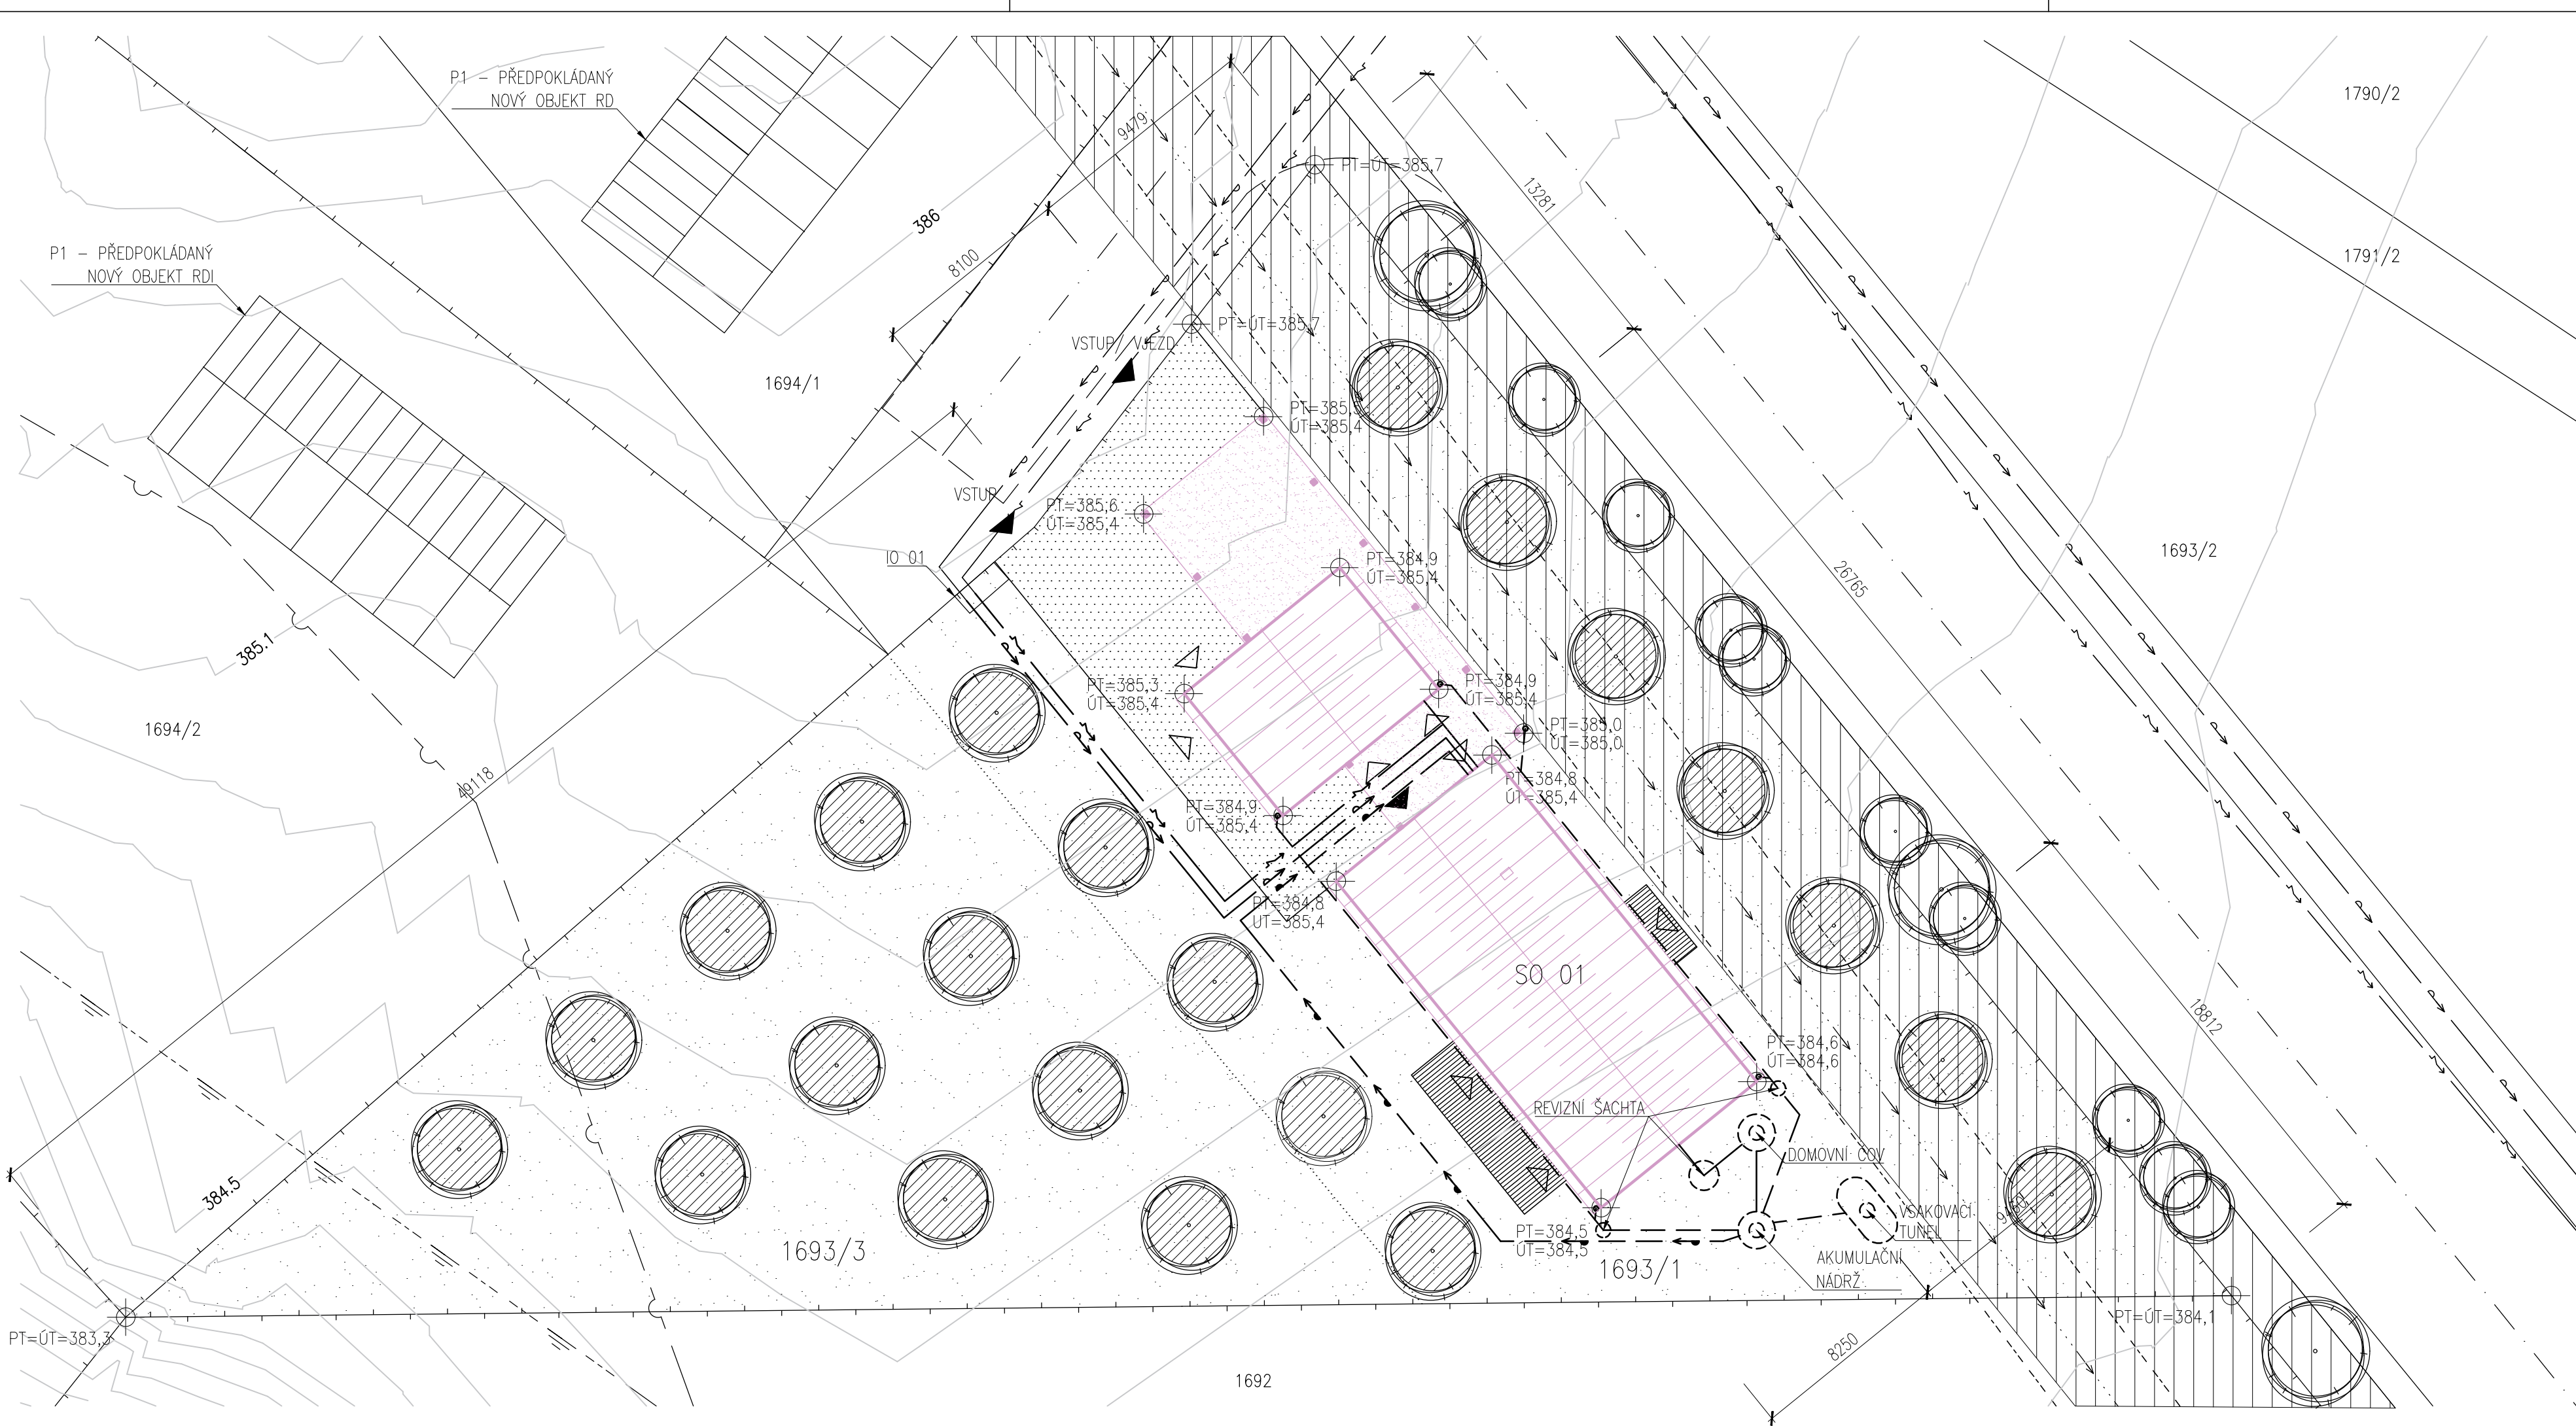 P1 – PŘEDPOKLÁDANÝ
NOVÝ OBJEKT RD
1790/2
9479
PT=ÚT=385,7
13281
386
P1 – PŘEDPOKLÁDANÝ
NOVÝ OBJEKT RDI
1791/2
8100
PT=ÚT=385,7
VSTUP/ VJEZD
1694/1
PT=385,5
ÚT=385,4
VSTUP
PT=385,6
ÚT=385,4
IO 01
PT=384,9
ÚT=385,4
1693/2
26765
385.1
PT=385,3
ÚT=385,4
PT=384,9
ÚT=385,4
1694/2
PT=385,0
ÚT=385,0
49118
PT=384,8
ÚT=385,4
PT=384,9
ÚT=385,4
PT=384,8
ÚT=385,4
SO 01
18812
PT=384,6
ÚT=384,6
REVIZNÍ ŠACHTA
DOMOVNÍ ČOV
384.5
VSAKOVACÍ
TUNEL
PT=384,5
ÚT=384,5
1693/3
1693/1
AKUMULAČNÍ
NÁDRŽ
PT=ÚT=384,1
PT=ÚT=383,3
8250
1692